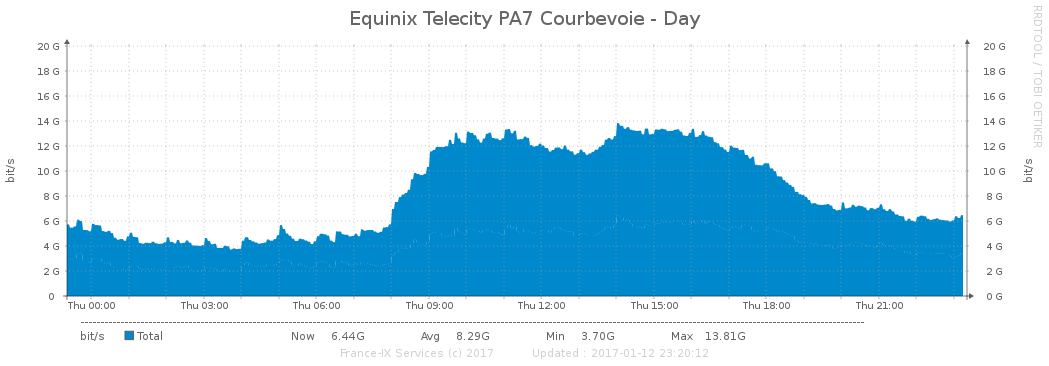 Equinix Telecity PA7 Courbevoie - Day
RRDTOOL / TOBI OETIKER
20 G 20 G
18 G 18 G
16 G 16 G
14 G 14 G
12 G 12 G
10 G 10 G
8 G 8 G
6 G 6 G
4 G 4 G
2 G 2 G
0 0 G
bit/s bit/s
Thu 00:00 Thu 03:00 Thu 06:00 Thu 09:00 Thu 12:00 Thu 15:00 Thu 18:00 Thu 21:00
bit/s Total Now 6.44G Avg 8.29G Min 3.70G Max 13.81G
France-IX Services (c) 2017 Updated : 2017-01-12 23:20:12